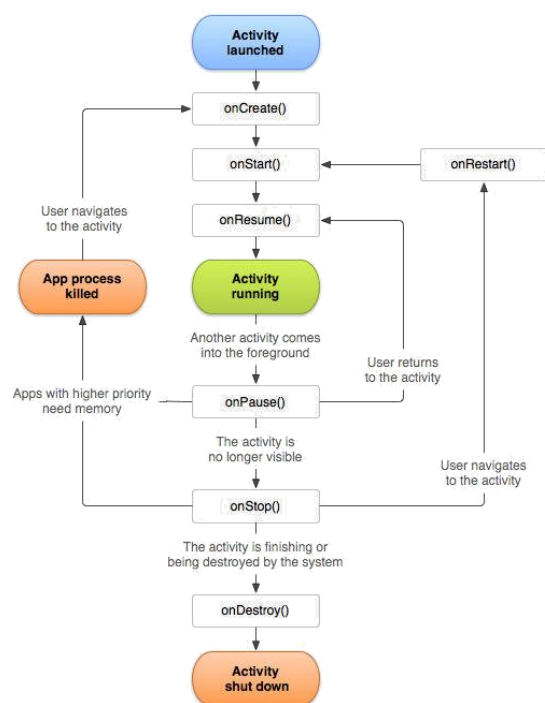 Activity
launched
onCreate()
onStart()
onRestart()
User navigates
to the activity
onResume()
App process
killed
Activity
running
Another activity comes
into the foreground
User returns
to the activity
Apps with higher priority
need memory
onPause()
The activity is
no longer visible
User navigates
to the activity
onStop()
The activity is finishing or
being destroyed by the system
onDestroy()
Activity
shut down